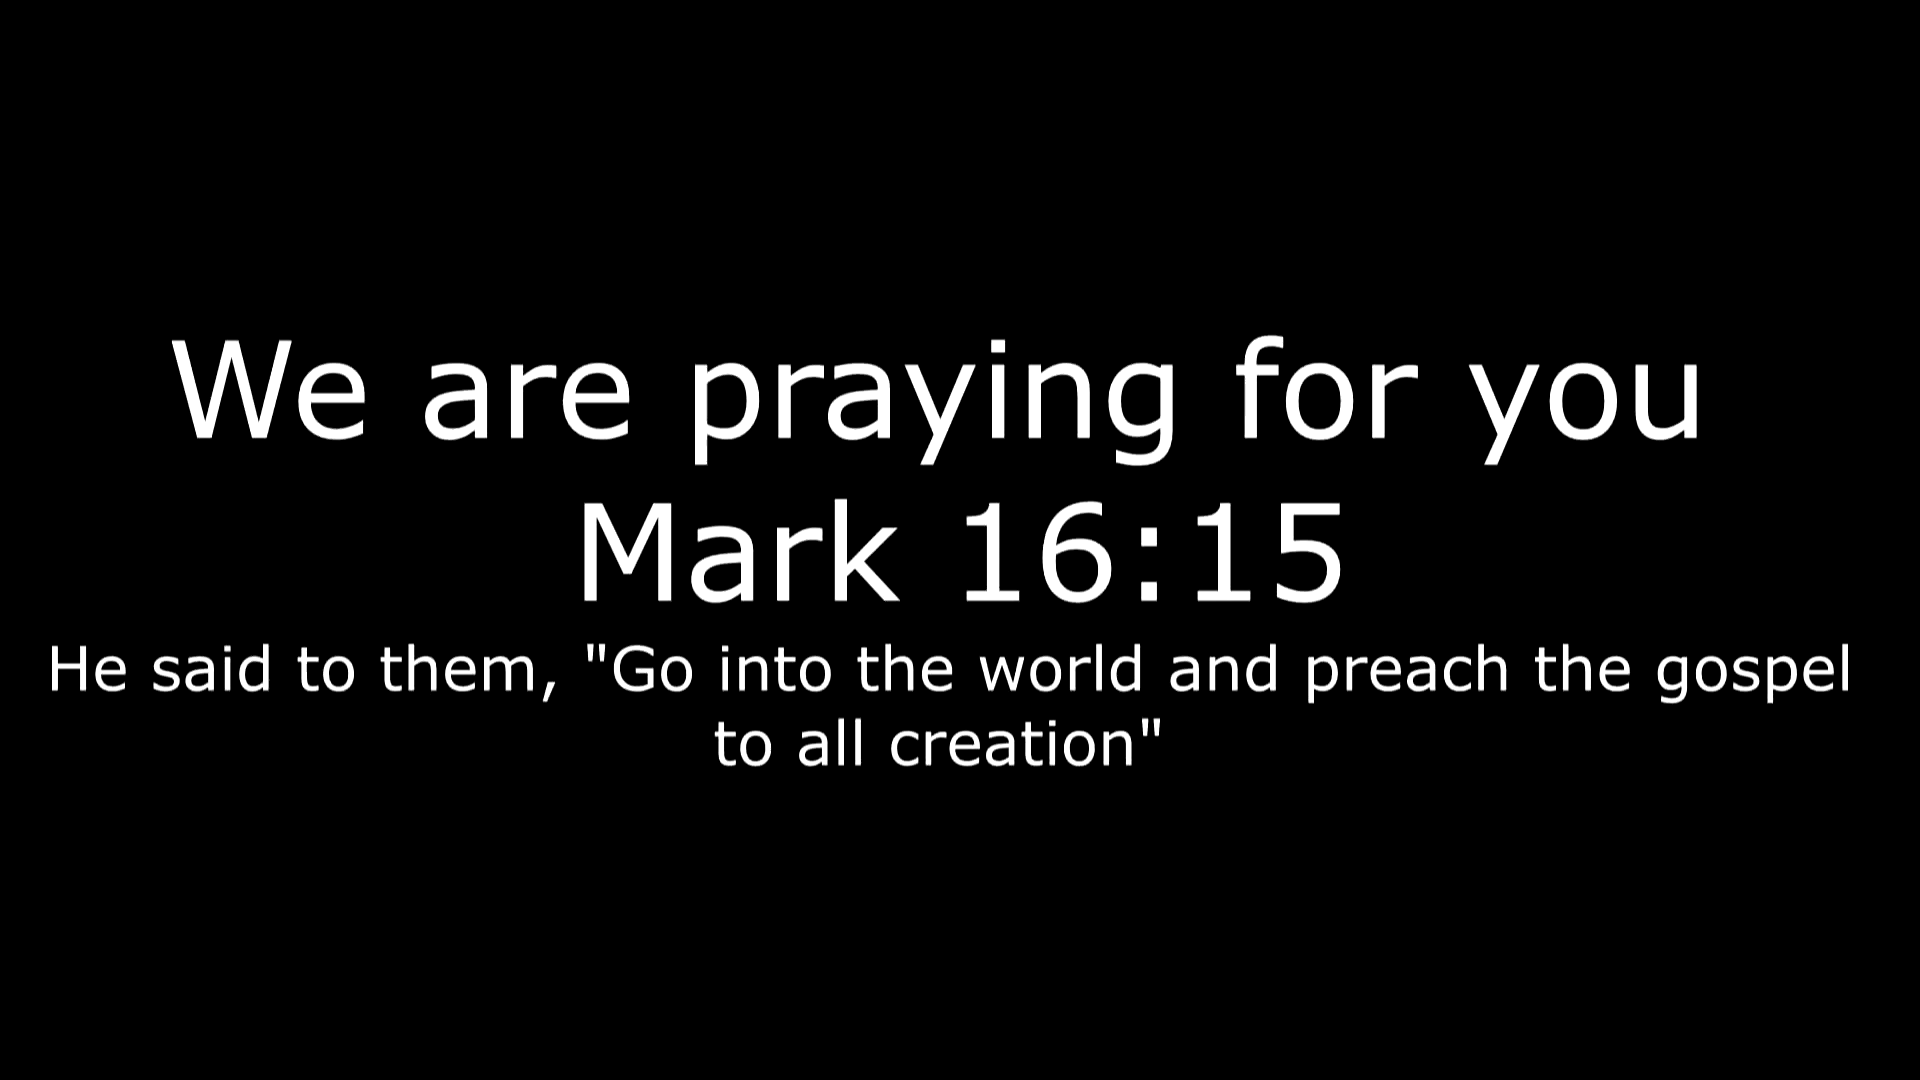 We are praying for you
Mark 16:15
He said to them, "Go into the world and preach the gospel
to all creation"